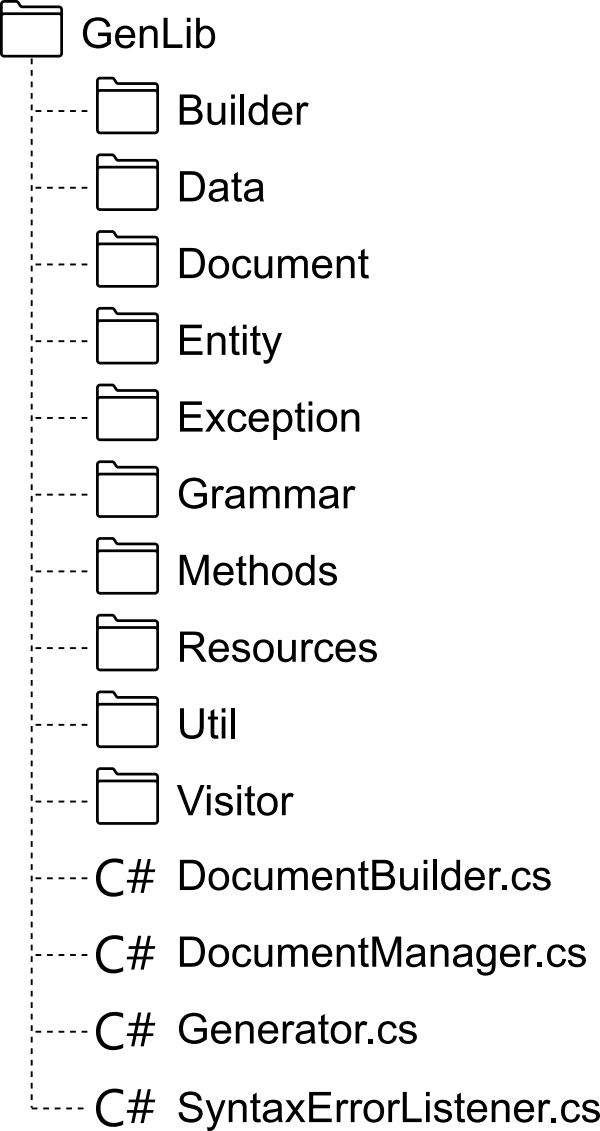 GenLib
Builder
Data
Document
Entity
Exception
Grammar
Methods
Resources
Util
Visitor
C# DocumentBuilder.cs
C# DocumentManager.cs
C# Generator.cs
C# SyntaxErrorListener.cs